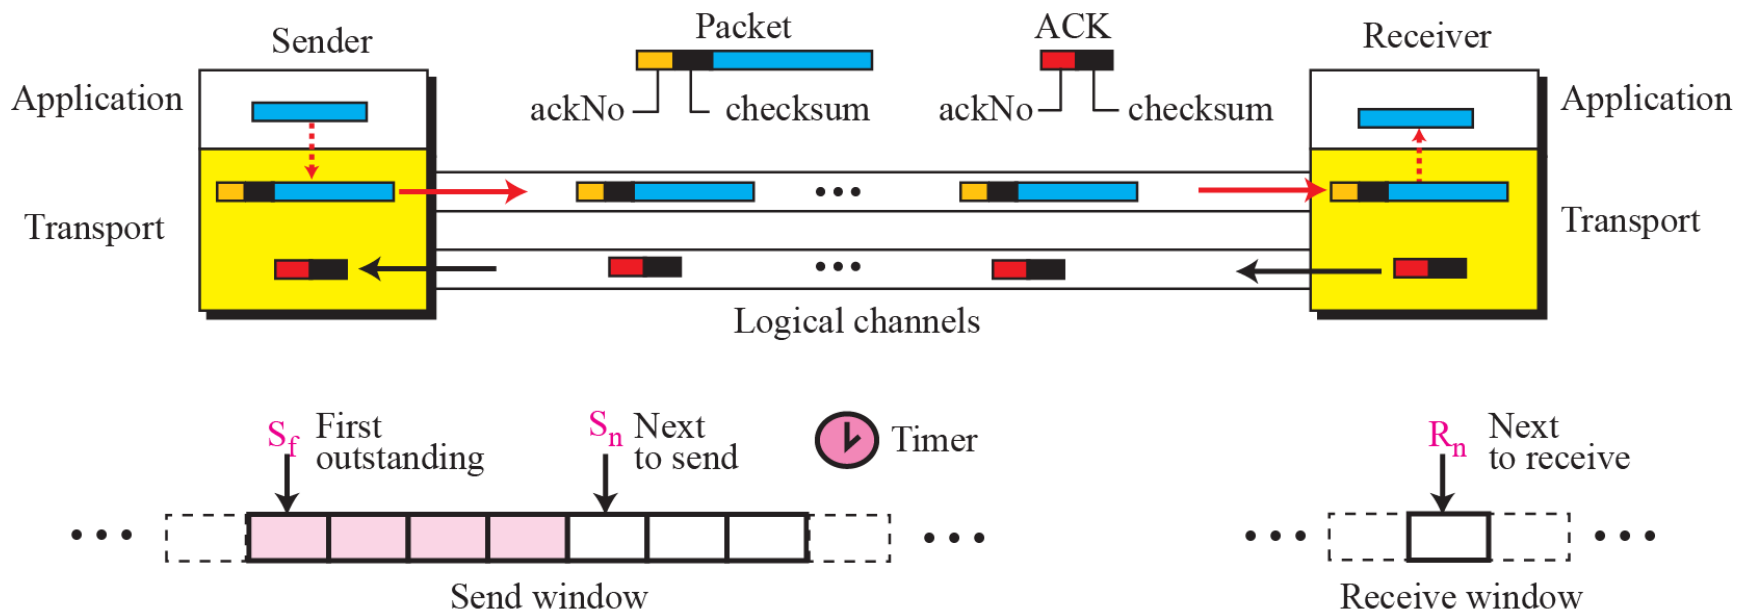 Sender
Packet
ACK
Receiver
Application
ackNo
checksum
ackNo
checksum
Application
Transport
Transport
Logical channels
Sf First
outstanding
Sn Next
to send
Timer
Rn Next
to receive
Send window
Receive window